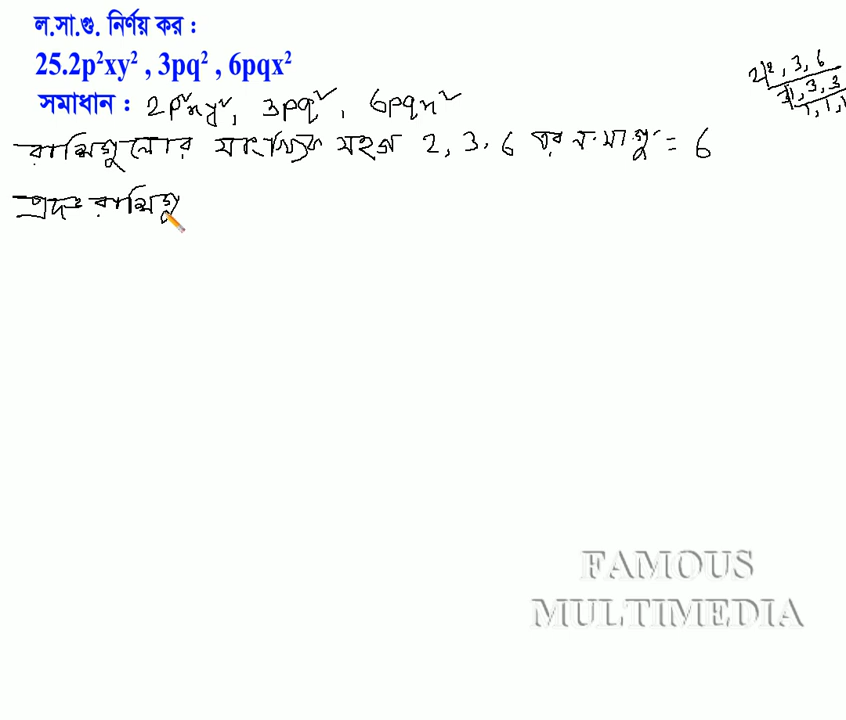 ল.সা.গু. নির্ণয় কর :
25.2p²xy² , 3pq² , 6pqx²
সমাধান : 2p²xy², 3pq², 6pqx²
রাশিগুলোর সাংখ্যিক সহগ 2, 3, 6 এর ল.সা.গু = 6
প্রদত্ত রাশিগু
2 2, 3, 6
3 1, 3, 3
1, 1, 1
FAMOUS
MULTIMEDIA